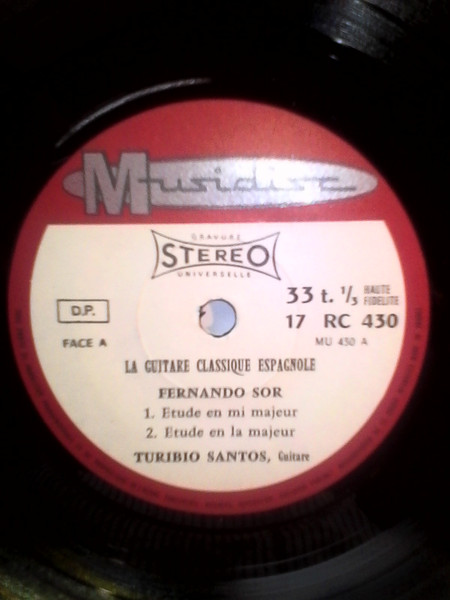 Musidisc
GRAVURE
STEREO
UNIVERSELLE
33 t. 1/3 HAUTE FIDELITE
D.P.
17 RC 430
FACE A
MU 430 A
LA GUITARE CLASSIQUE ESPAGNOLE
FERNANDO SOR
1. Etude en mi majeur
2. Etude en la majeur
TURIBIO SANTOS, Guitare